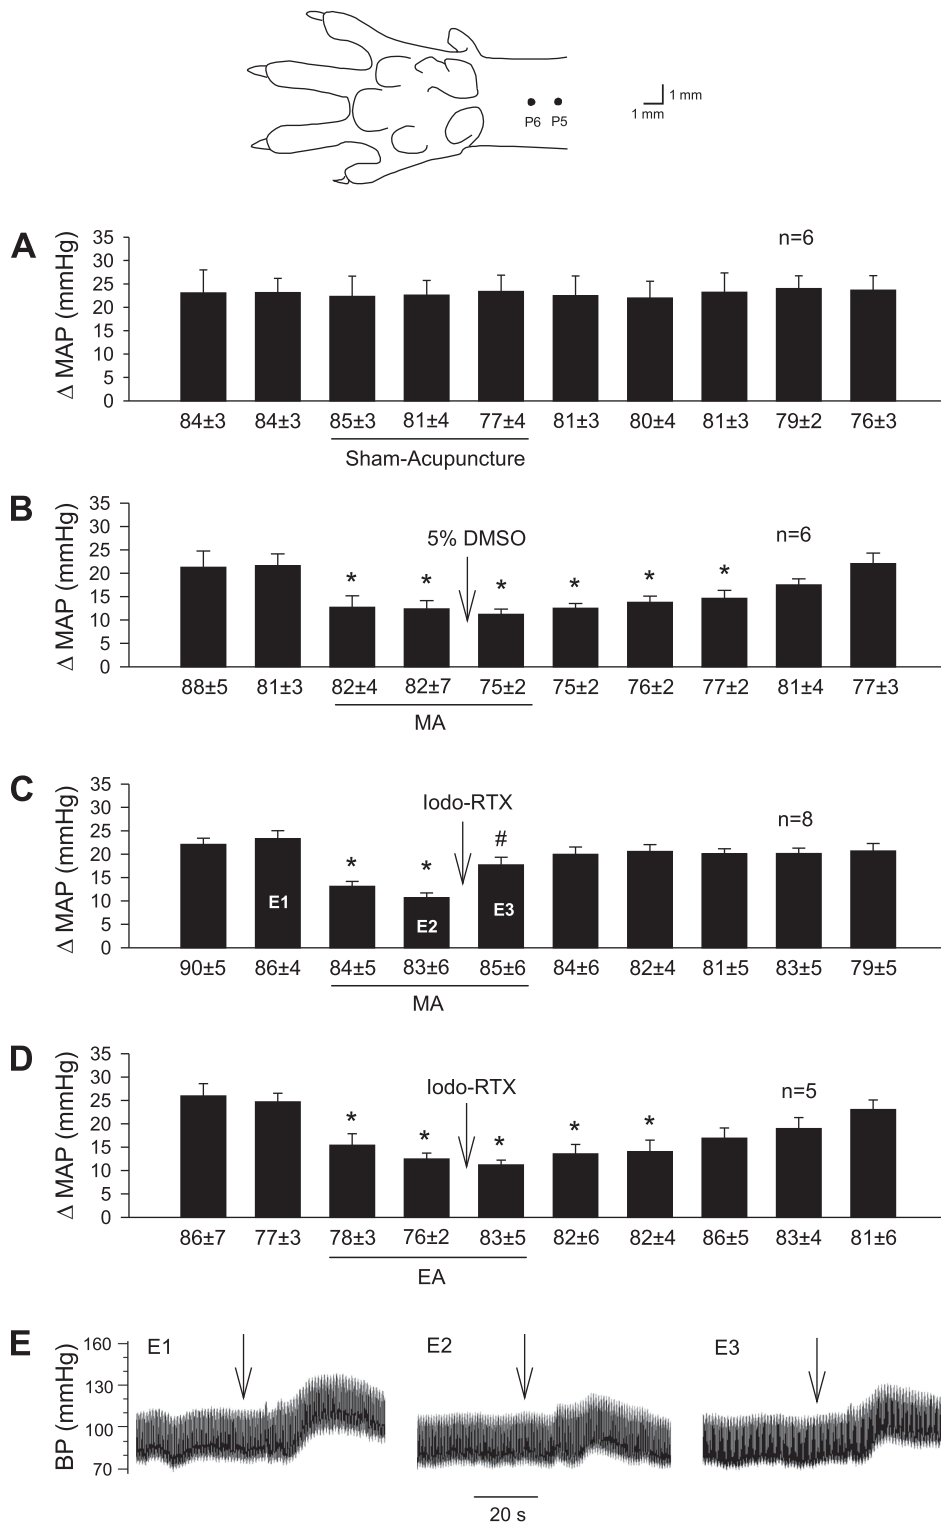 1 mm
1 mm
P6 P5
A
Δ MAP (mmHg)
35
30
25
20
15
10
5
0
n=6
84±3 84±3 85±3 81±4 77±4 81±3 80±4 81±3 79±2 76±3
Sham-Acupuncture
B
Δ MAP (mmHg)
35
30
25
20
15
10
5
0
5% DMSO
n=6
* * * * * *
88±5 81±3 82±4 82±7 75±2 75±2 76±2 77±2 81±4 77±3
MA
C
Δ MAP (mmHg)
35
30
25
20
15
10
5
0
Iodo-RTX
n=8
* * #
E1 E2 E3
90±5 86±4 84±5 83±6 85±6 84±6 82±4 81±5 83±5 79±5
MA
D
Δ MAP (mmHg)
35
30
25
20
15
10
5
0
Iodo-RTX
n=5
* * * * *
86±7 77±3 78±3 76±2 83±5 82±6 82±4 86±5 83±4 81±6
EA
E
BP (mmHg)
160
130
100
70
E1 E2 E3
20 s